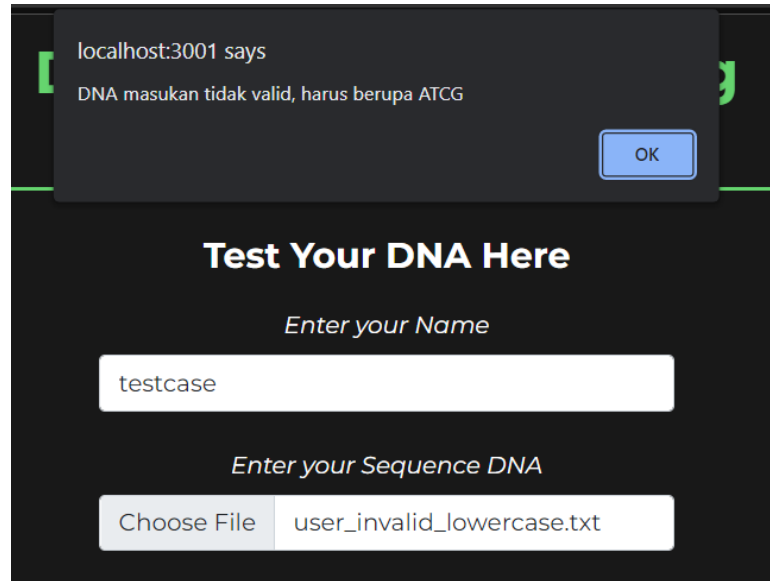 localhost:3001 says
DNA masukan tidak valid, harus berupa ATCG
OK
Test Your DNA Here
Enter your Name
testcase
Enter your Sequence DNA
Choose File user_invalid_lowercase.txt